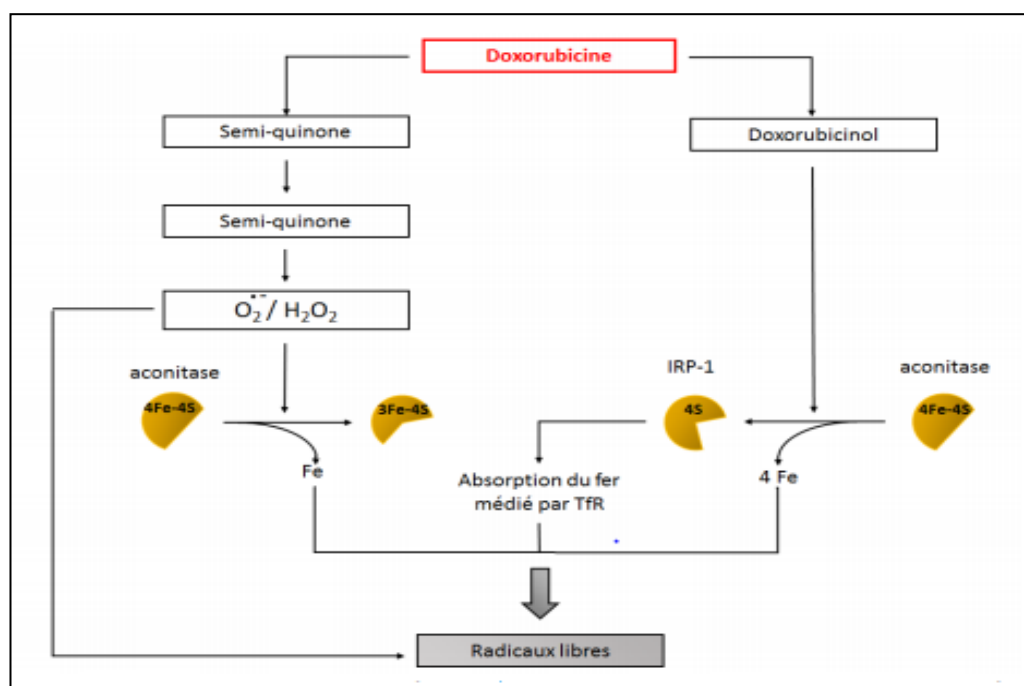 Doxorubicine
Semi-quinone
Doxorubicinol
Semi-quinone
O₂•⁻/ H₂O₂
aconitase
IRP-1
aconitase
4Fe-4S
3Fe-4S
4S
4Fe-4S
Fe
Absorption du fer
médié par TfR
4 Fe
Radicaux libres